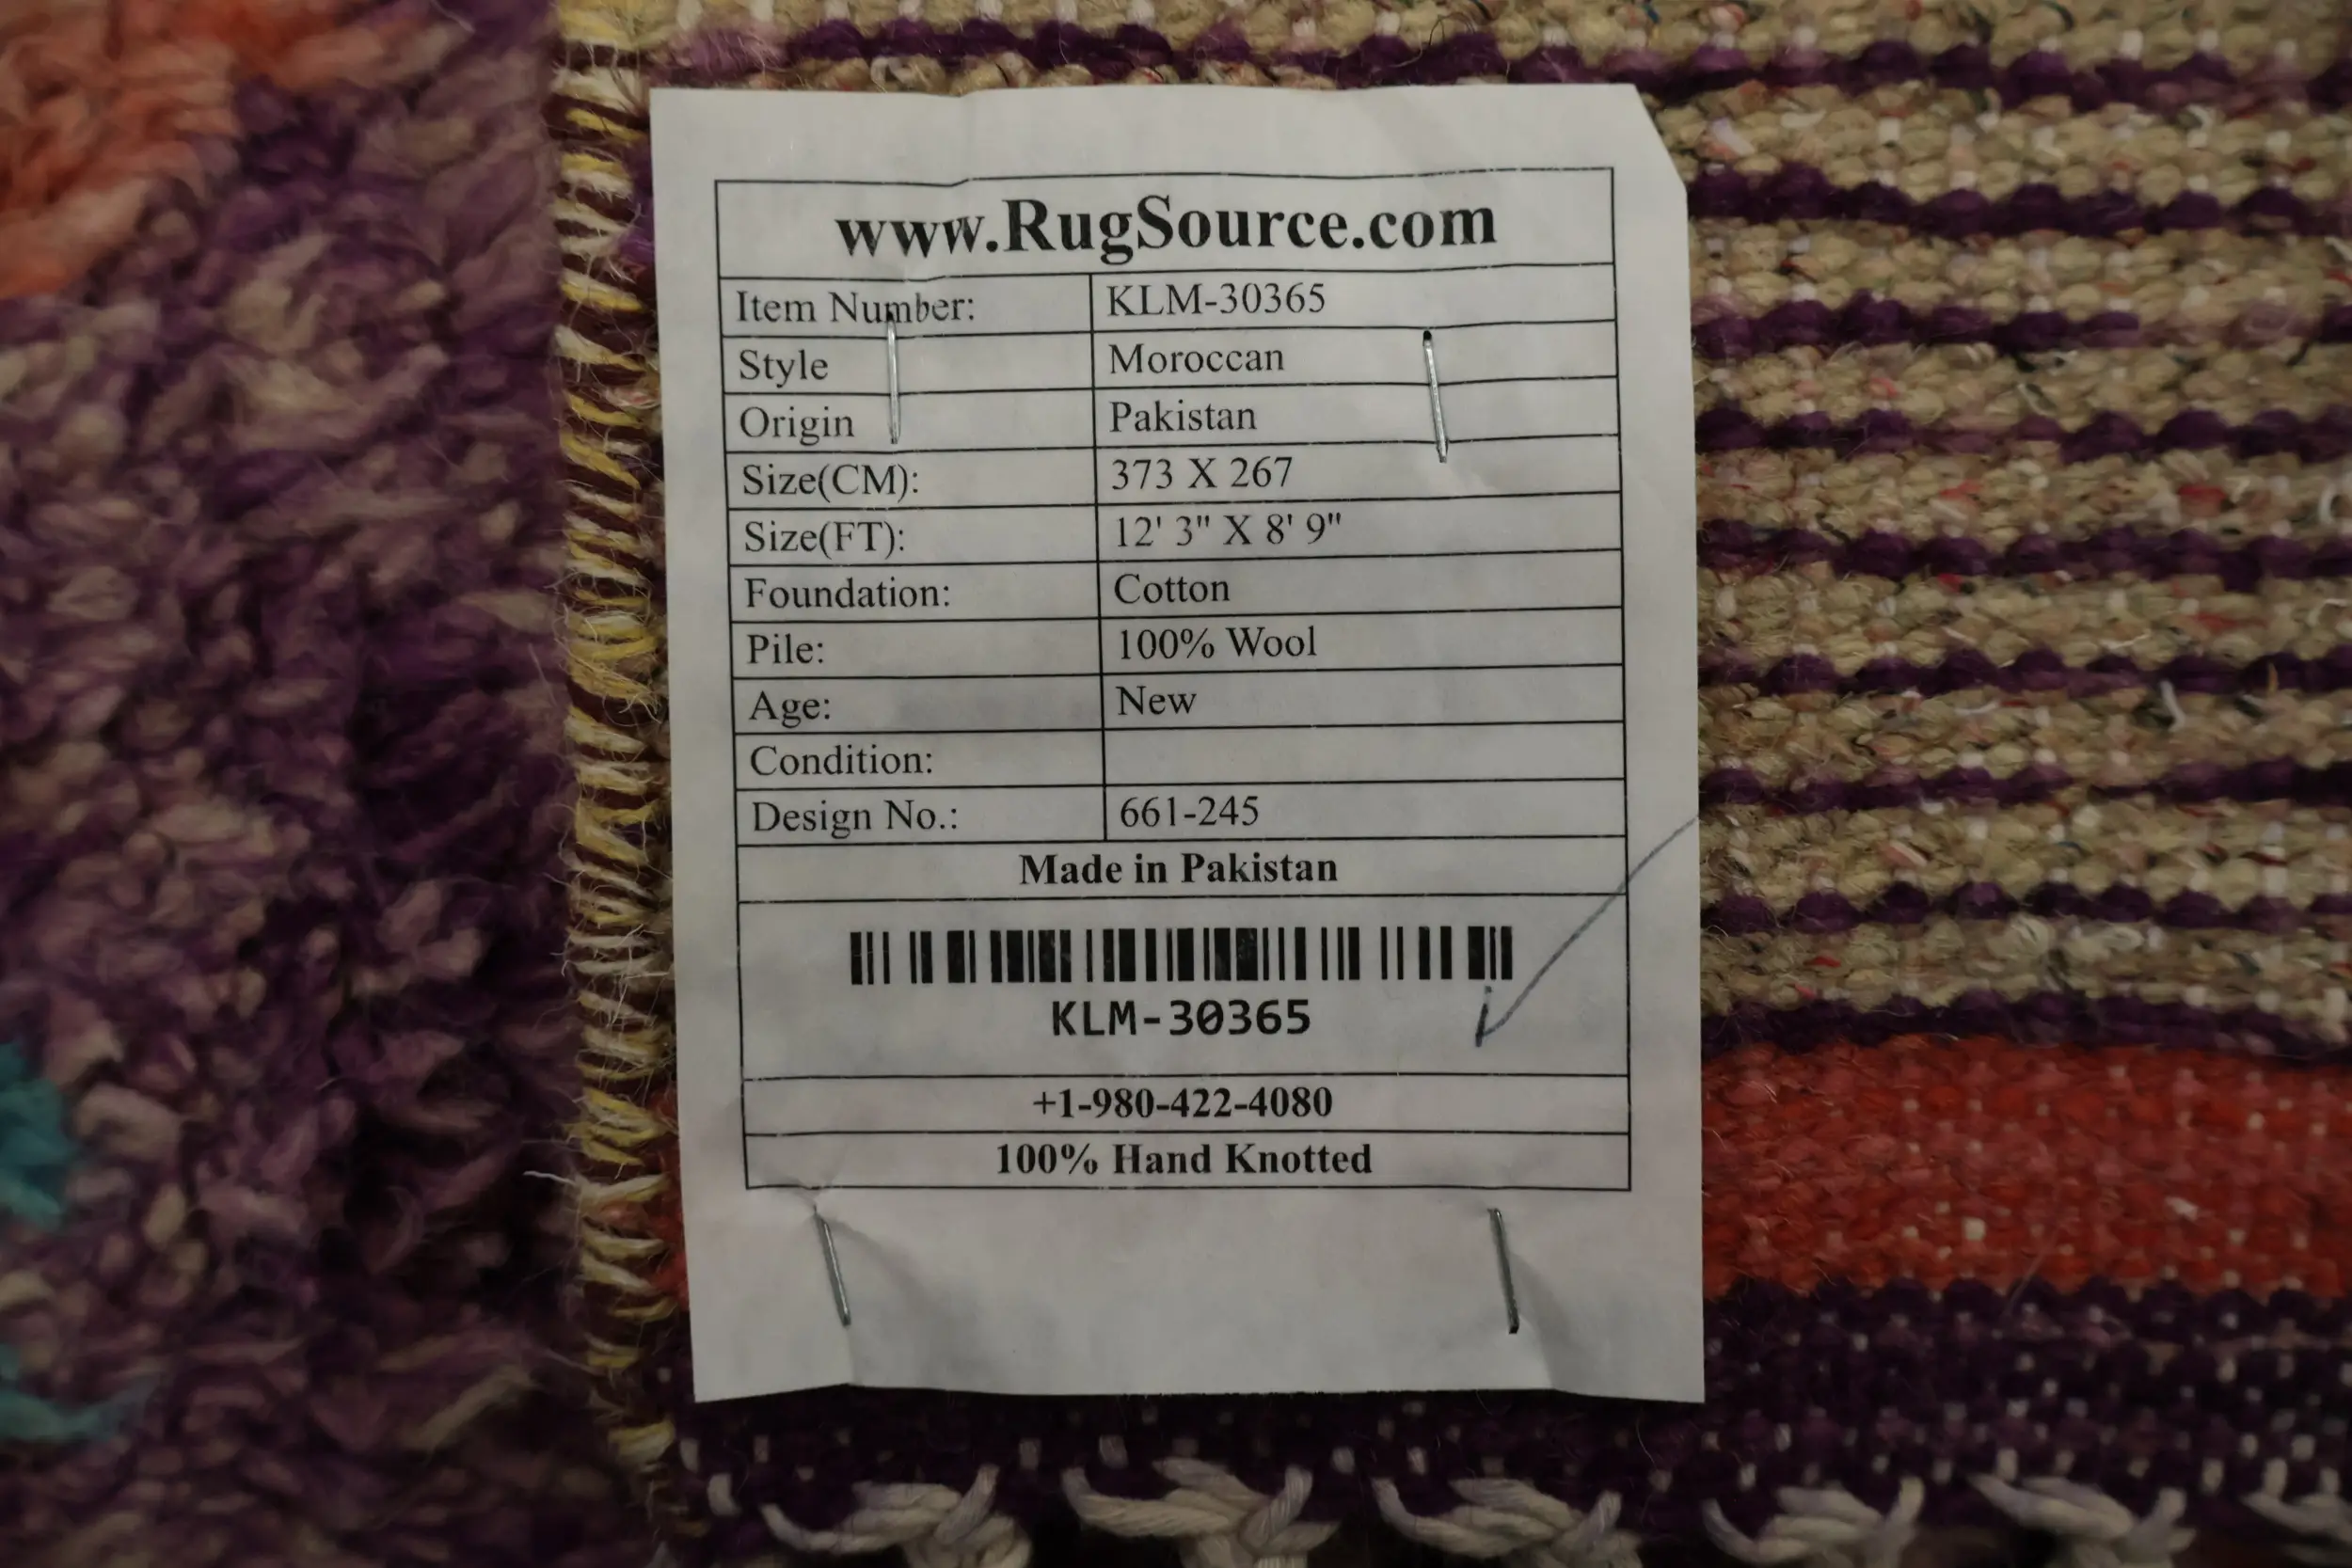 www.RugSource.com
Item Number: KLM-30365
Style Moroccan
Origin Pakistan
Size(CM): 373 X 267
Size(FT): 12' 3" X 8' 9"
Foundation: Cotton
Pile: 100% Wool
Age: New
Condition:
Design No.: 661-245
Made in Pakistan
KLM-30365
+1-980-422-4080
100% Hand Knotted